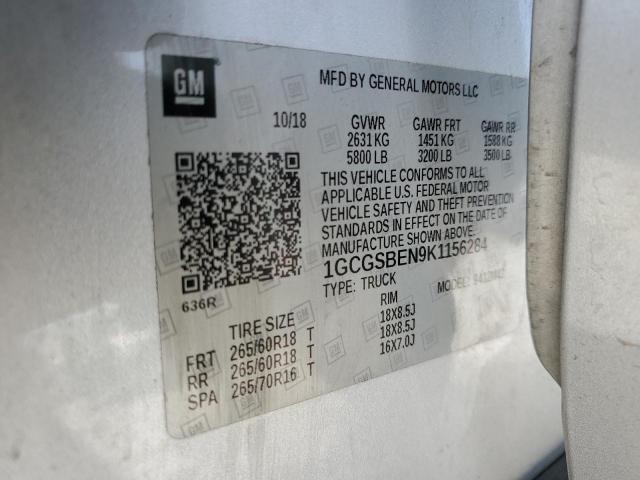 GM
MFD BY GENERAL MOTORS LLC
10/18 GVWR GAWR FRT GAWR RR
2631 KG 1451 KG 1588 KG
5800 LB 3200 LB 3500 LB
THIS VEHICLE CONFORMS TO ALL
APPLICABLE U.S. FEDERAL MOTOR
VEHICLE SAFETY AND THEFT PREVENTION
STANDARDS IN EFFECT ON THE DATE OF
MANUFACTURE SHOWN ABOVE.
1GCGSBEN9K1156284
TYPE: TRUCK MODEL:
636R
TIRE SIZE RIM
FRT 265/60R18 T 18X8.5J
RR 265/60R18 T 18X8.5J
SPA 265/70R16 T 16X7.0J